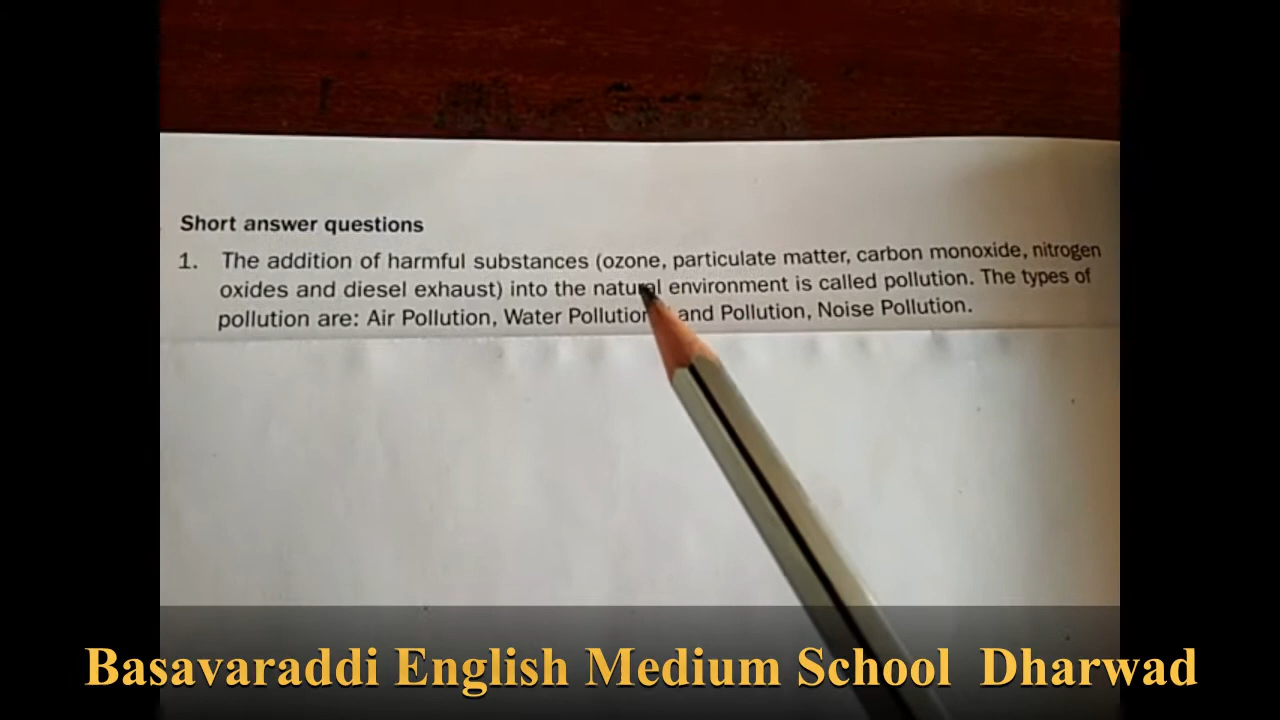 Short answer questions
1. The addition of harmful substances (ozone, particulate matter, carbon monoxide, nitrogen
oxides and diesel exhaust) into the natural environment is called pollution. The types of
pollution are: Air Pollution, Water Pollution and Pollution, Noise Pollution.
Basavaraddi English Medium School Dharwad